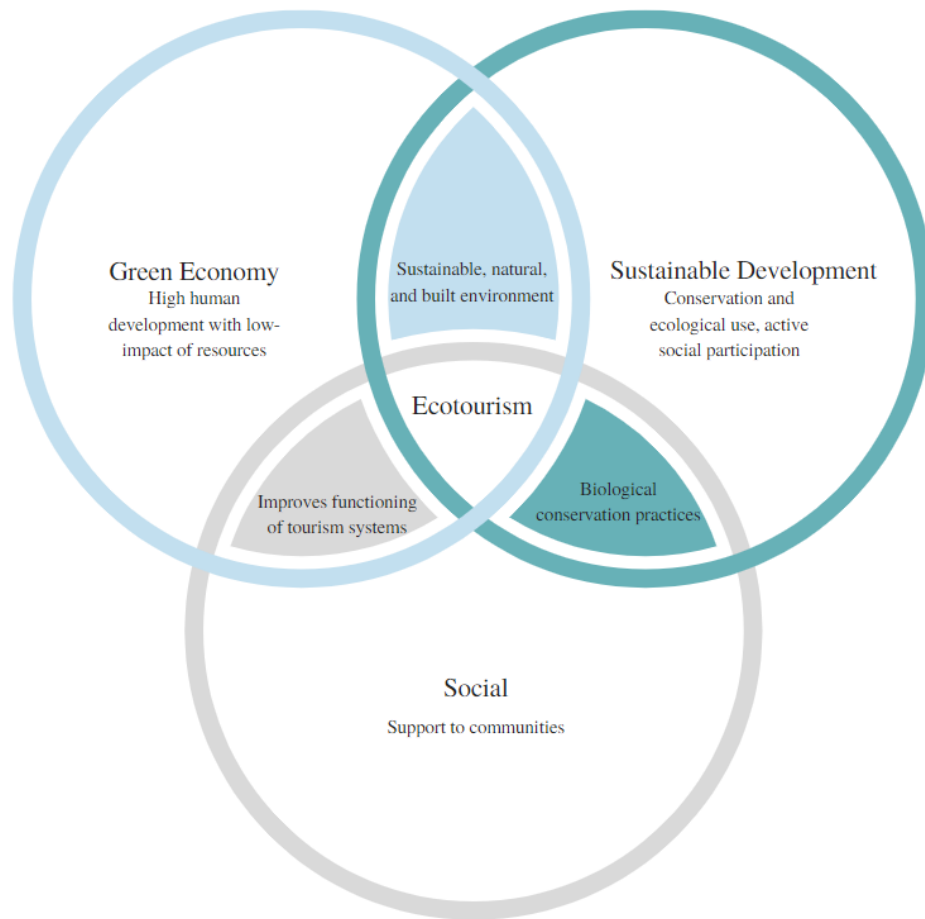 Green Economy
High human
development with low-
impact of resources
Sustainable, natural,
and built environment
Sustainable Development
Conservation and
ecological use, active
social participation
Ecotourism
Improves functioning
of tourism systems
Biological
conservation practices
Social
Support to communities